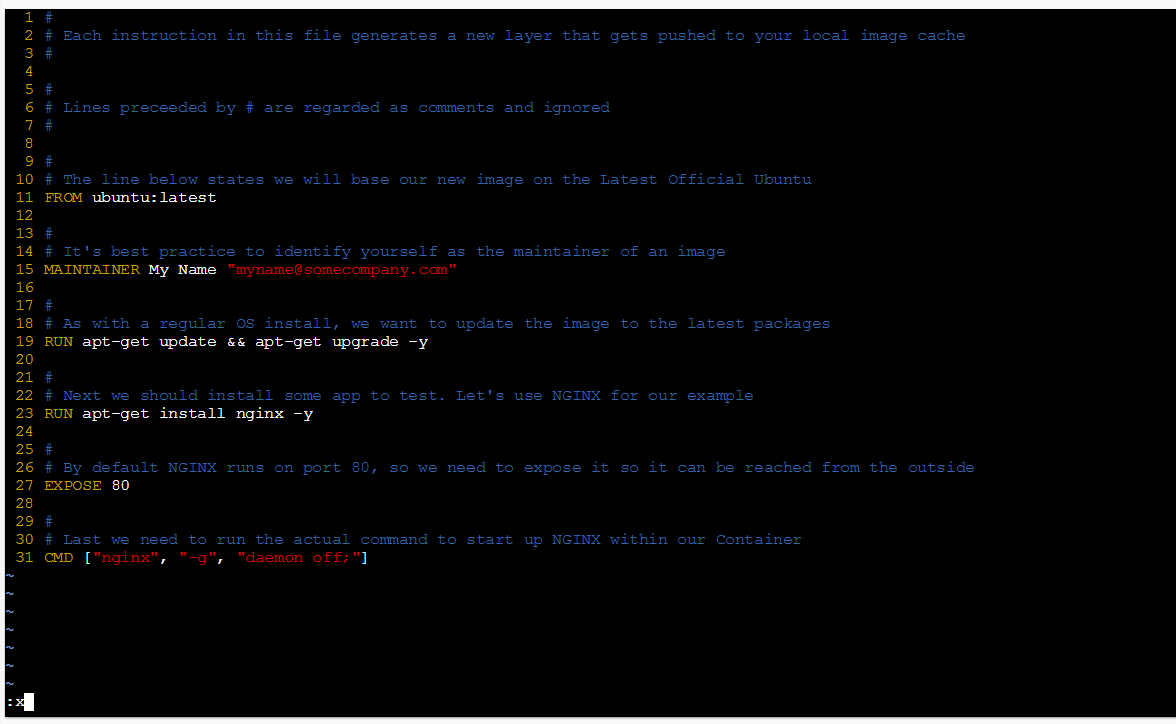 1 #
2 # Each instruction in this file generates a new layer that gets pushed to your local image cache
3 #
4
5 #
6 # Lines preceeded by # are regarded as comments and ignored
7 #
8
9 #
10 # The line below states we will base our new image on the Latest Official Ubuntu
11 FROM ubuntu:latest
12
13 #
14 # It's best practice to identify yourself as the maintainer of an image
15 MAINTAINER My Name "myname@somecompany.com"
16
17 #
18 # As with a regular OS install, we want to update the image to the latest packages
19 RUN apt-get update && apt-get upgrade -y
20
21 #
22 # Next we should install some app to test. Let's use NGINX for our example
23 RUN apt-get install nginx -y
24
25 #
26 # By default NGINX runs on port 80, so we need to expose it so it can be reached from the outside
27 EXPOSE 80
28
29 #
30 # Last we need to run the actual command to start up NGINX within our Container
31 CMD ["nginx", "-g", "daemon off;"]
~
~
~
~
~
~
~
:x